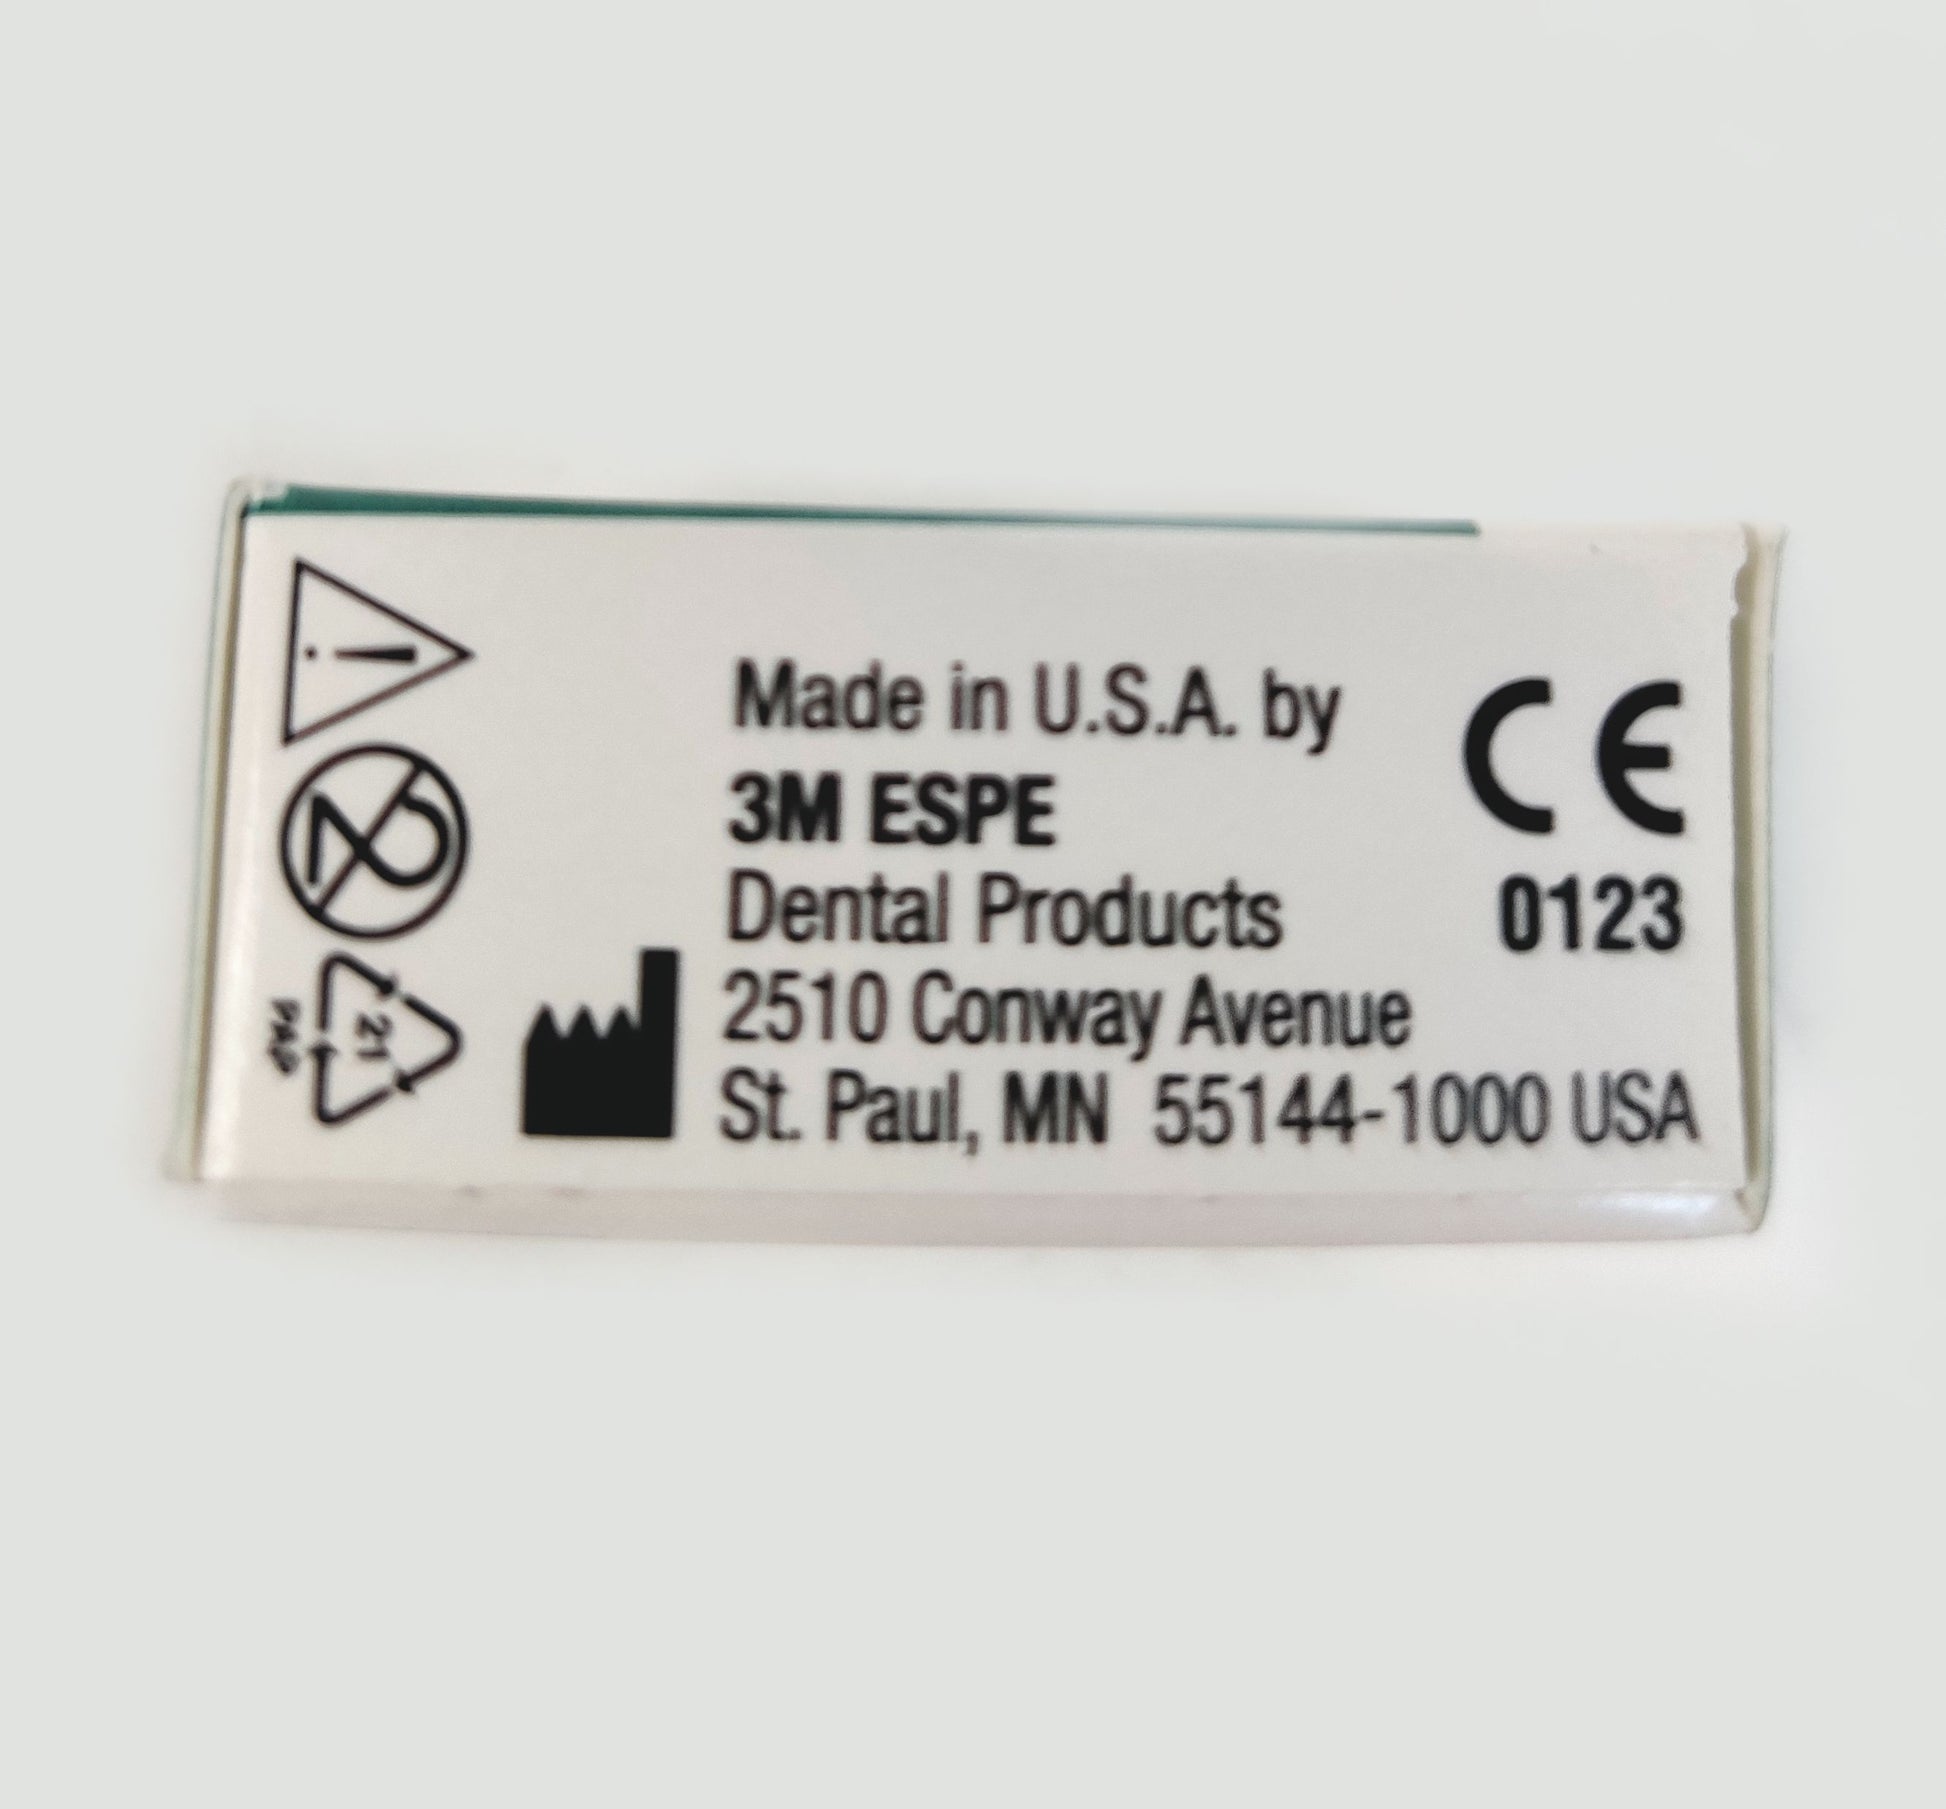 Made in U.S.A. by
3M ESPE
Dental Products
2510 Conway Avenue
St. Paul, MN 55144-1000 USA
CE
0123
2
21
PAP